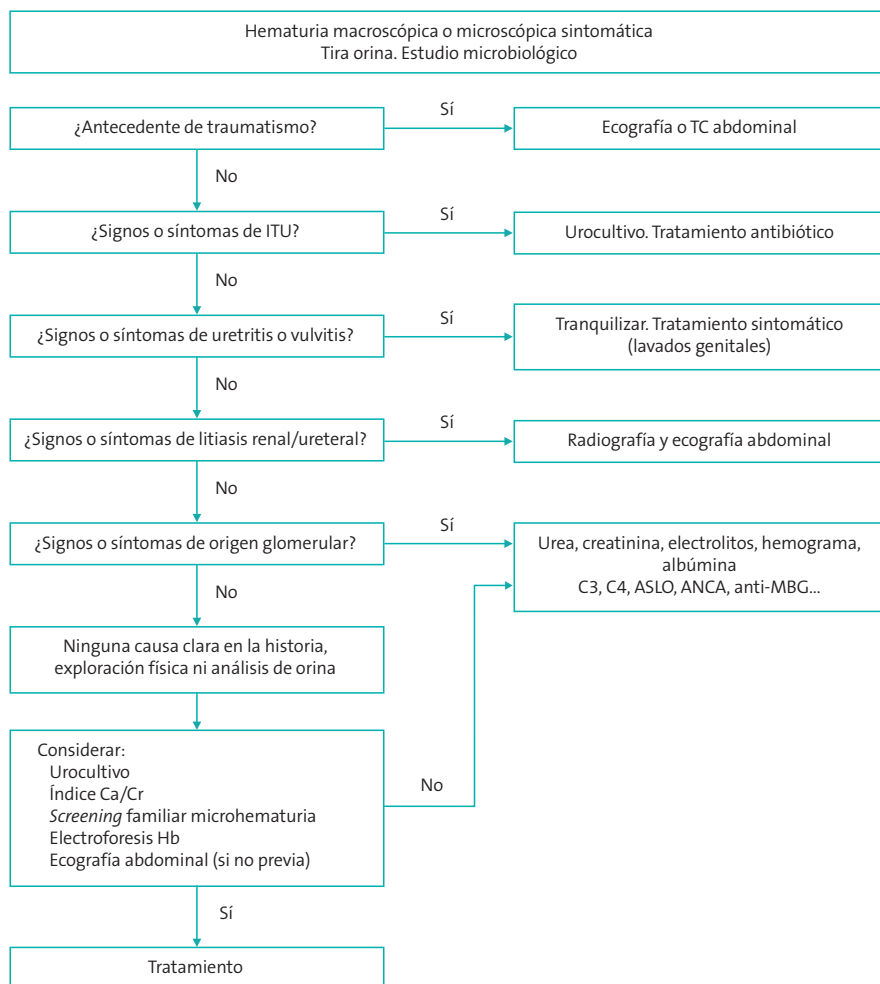 Hematuria macroscópica o microscópica sintomática
Tira orina. Estudio microbiológico
¿Antecedente de traumatismo?
Sí
Ecografía o TC abdominal
No
¿Signos o síntomas de ITU?
Sí
Urocultivo. Tratamiento antibiótico
No
¿Signos o síntomas de uretritis o vulvitis?
Sí
Tranquilizar. Tratamiento sintomático
(lavados genitales)
No
¿Signos o síntomas de litiasis renal/ureteral?
Sí
Radiografía y ecografía abdominal
No
¿Signos o síntomas de origen glomerular?
Sí
Urea, creatinina, electrolitos, hemograma,
albúmina
C3, C4, ASLO, ANCA, anti-MBG...
No
Ninguna causa clara en la historia,
exploración física ni análisis de orina
Considerar:
Urocultivo
Índice Ca/Cr
Screening familiar microhematuria
Electroforesis Hb
Ecografía abdominal (si no previa)
No
Sí
Tratamiento